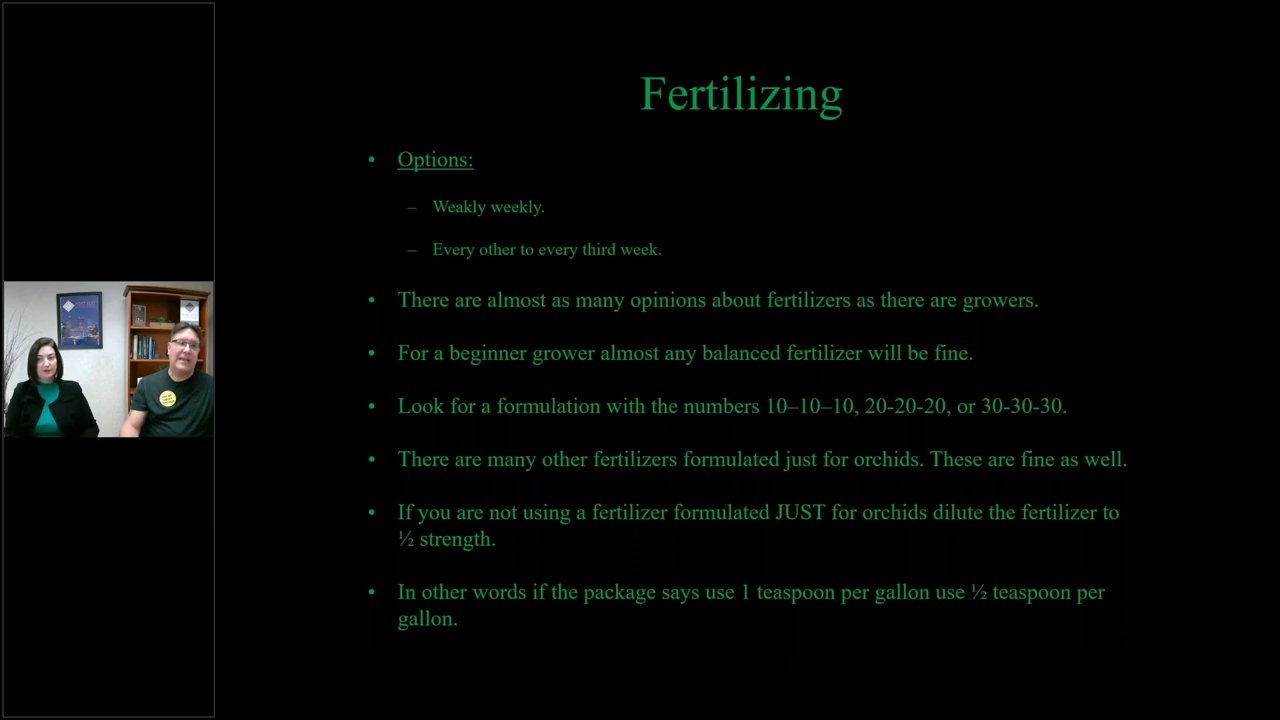 Fertilizing
• Options:
– Weakly weekly.
– Every other to every third week.
• There are almost as many opinions about fertilizers as there are growers.
• For a beginner grower almost any balanced fertilizer will be fine.
• Look for a formulation with the numbers 10–10–10, 20-20-20, or 30-30-30.
• There are many other fertilizers formulated just for orchids. These are fine as well.
• If you are not using a fertilizer formulated JUST for orchids dilute the fertilizer to
½ strength.
• In other words if the package says use 1 teaspoon per gallon use ½ teaspoon per
gallon.